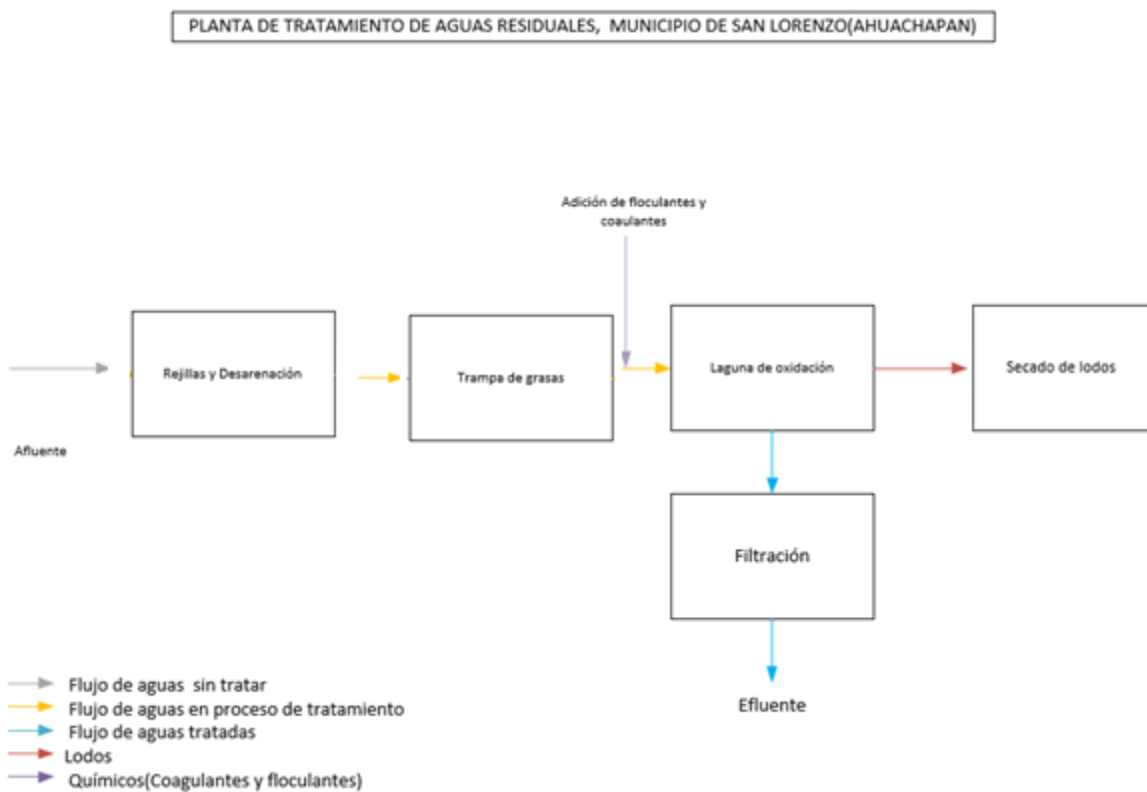 PLANTA DE TRATAMIENTO DE AGUAS RESIDUALES, MUNICIPIO DE SAN LORENZO(AHUACHAPAN)
Adición de floculantes y
coaulantes
Rejillas y Desarenación
Trampa de grasas
Laguna de oxidación
Secado de lodos
Afluente
Filtración
Efluente
Flujo de aguas sin tratar
Flujo de aguas en proceso de tratamiento
Flujo de aguas tratadas
Lodos
Químicos(Coagulantes y floculantes)